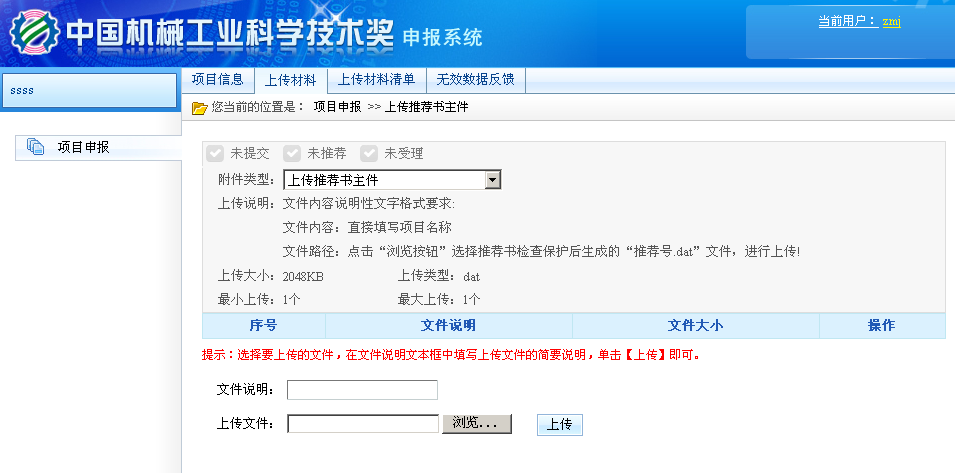 中国机械工业科学技术奖 申报系统
当前用户： zmj
ssss
项目信息 上传材料 上传材料清单 无效数据反馈
您当前的位置是： 项目申报 >> 上传推荐书主件
项目申报
未提交 未推荐 未受理
附件类型： 上传推荐书主件
上传说明： 文件内容说明性文字格式要求:
文件内容： 直接填写项目名称
文件路径： 点击“浏览按钮”选择推荐书检查保护后生成的“推荐号.dat”文件，进行上传!
上传大小： 2048KB 上传类型： dat
最小上传： 1个 最大上传： 1个
序号 文件说明 文件大小 操作
提示：选择要上传的文件，在文件说明文本框中填写上传文件的简要说明，单击【上传】即可。
文件说明：
上传文件： 浏览... 上传